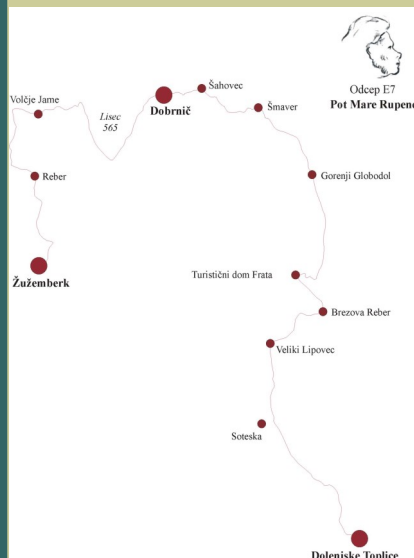 Odcep E7
Pot Mare Rupena
Šahovec
Volčje Jame
Šmaver
Dobrnič
Lisec
565
Reber
Gorenji Globodol
Turistični dom Frata
Žužemberk
Brezova Reber
Veliki Lipovec
Soteska
Dolenjske Toplice